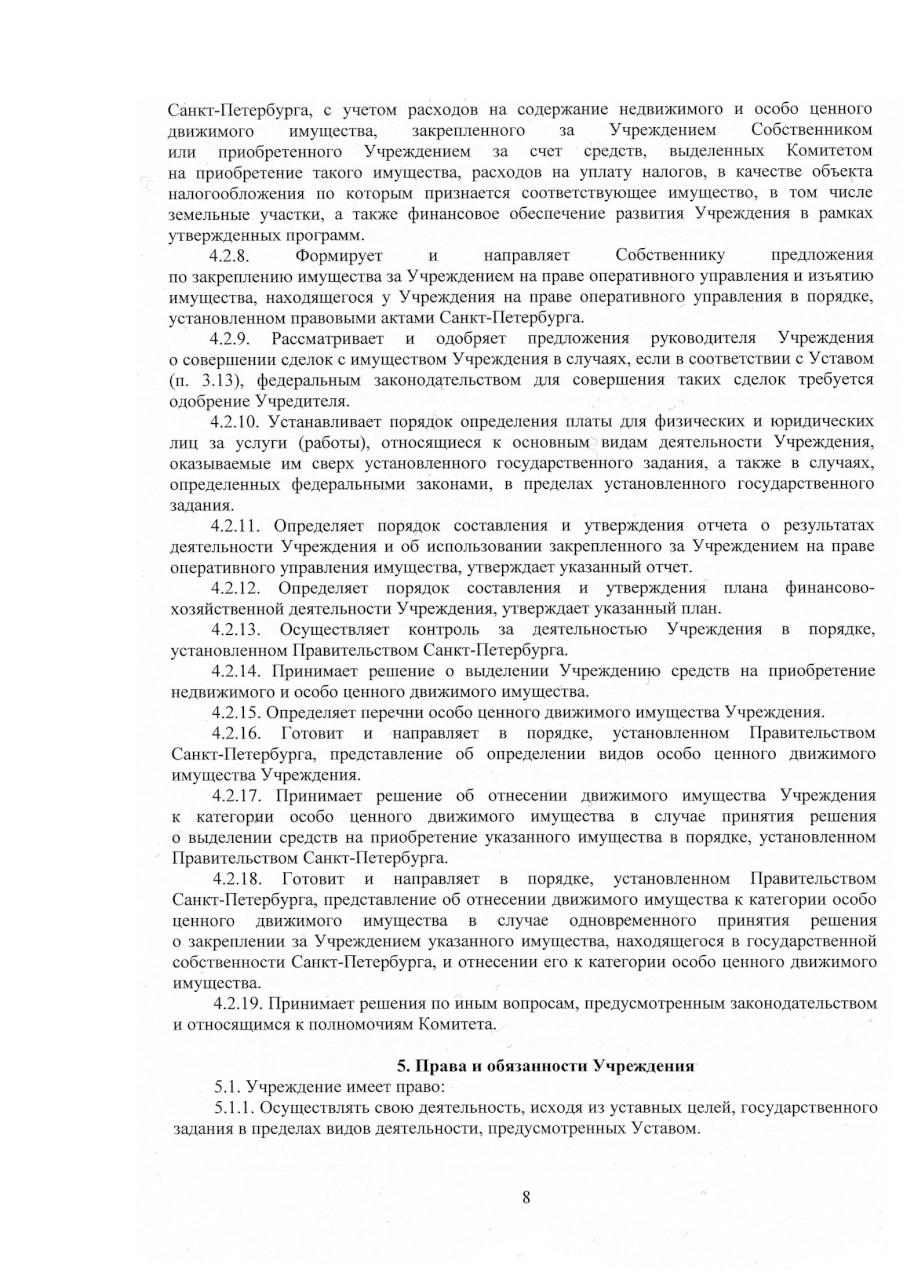 Санкт-Петербурга, с учетом расходов на содержание недвижимого и особо ценного
движимого имущества, закрепленного за Учреждением Собственником
или приобретенного Учреждением за счет средств, выделенных Комитетом
на приобретение такого имущества, расходов на уплату налогов, в качестве объекта
налогообложения по которым признается соответствующее имущество, в том числе
земельные участки, а также финансовое обеспечение развития Учреждения в рамках
утвержденных программ.
4.2.8. Формирует и направляет Собственнику предложения
по закреплению имущества за Учреждением на праве оперативного управления и изъятию
имущества, находящегося у Учреждения на праве оперативного управления в порядке,
установленном правовыми актами Санкт-Петербурга.
4.2.9. Рассматривает и одобряет предложения руководителя Учреждения
о совершении сделок с имуществом Учреждения в случаях, если в соответствии с Уставом
(п. 3.13), федеральным законодательством для совершения таких сделок требуется
одобрение Учредителя.
4.2.10. Устанавливает порядок определения платы для физических и юридических
лиц за услуги (работы), относящиеся к основным видам деятельности Учреждения,
оказываемые им сверх установленного государственного задания, а также в случаях,
определенных федеральными законами, в пределах установленного государственного
задания.
4.2.11. Определяет порядок составления и утверждения отчета о результатах
деятельности Учреждения и об использовании закрепленного за Учреждением на праве
оперативного управления имущества, утверждает указанный отчет.
4.2.12. Определяет порядок составления и утверждения плана финансово-
хозяйственной деятельности Учреждения, утверждает указанный план.
4.2.13. Осуществляет контроль за деятельностью Учреждения в порядке,
установленном Правительством Санкт-Петербурга.
4.2.14. Принимает решение о выделении Учреждению средств на приобретение
недвижимого и особо ценного движимого имущества.
4.2.15. Определяет перечни особо ценного движимого имущества Учреждения.
4.2.16. Готовит и направляет в порядке, установленном Правительством
Санкт-Петербурга, представление об определении видов особо ценного движимого
имущества Учреждения.
4.2.17. Принимает решение об отнесении движимого имущества Учреждения
к категории особо ценного движимого имущества в случае принятия решения
о выделении средств на приобретение указанного имущества в порядке, установленном
Правительством Санкт-Петербурга.
4.2.18. Готовит и направляет в порядке, установленном Правительством
Санкт-Петербурга, представление об отнесении движимого имущества к категории особо
ценного движимого имущества в случае одновременного принятия решения
о закреплении за Учреждением указанного имущества, находящегося в государственной
собственности Санкт-Петербурга, и отнесении его к категории особо ценного движимого
имущества.
4.2.19. Принимает решения по иным вопросам, предусмотренным законодательством
и относящимся к полномочиям Комитета.
5. Права и обязанности Учреждения
5.1. Учреждение имеет право:
5.1.1. Осуществлять свою деятельность, исходя из уставных целей, государственного
задания в пределах видов деятельности, предусмотренных Уставом.
8